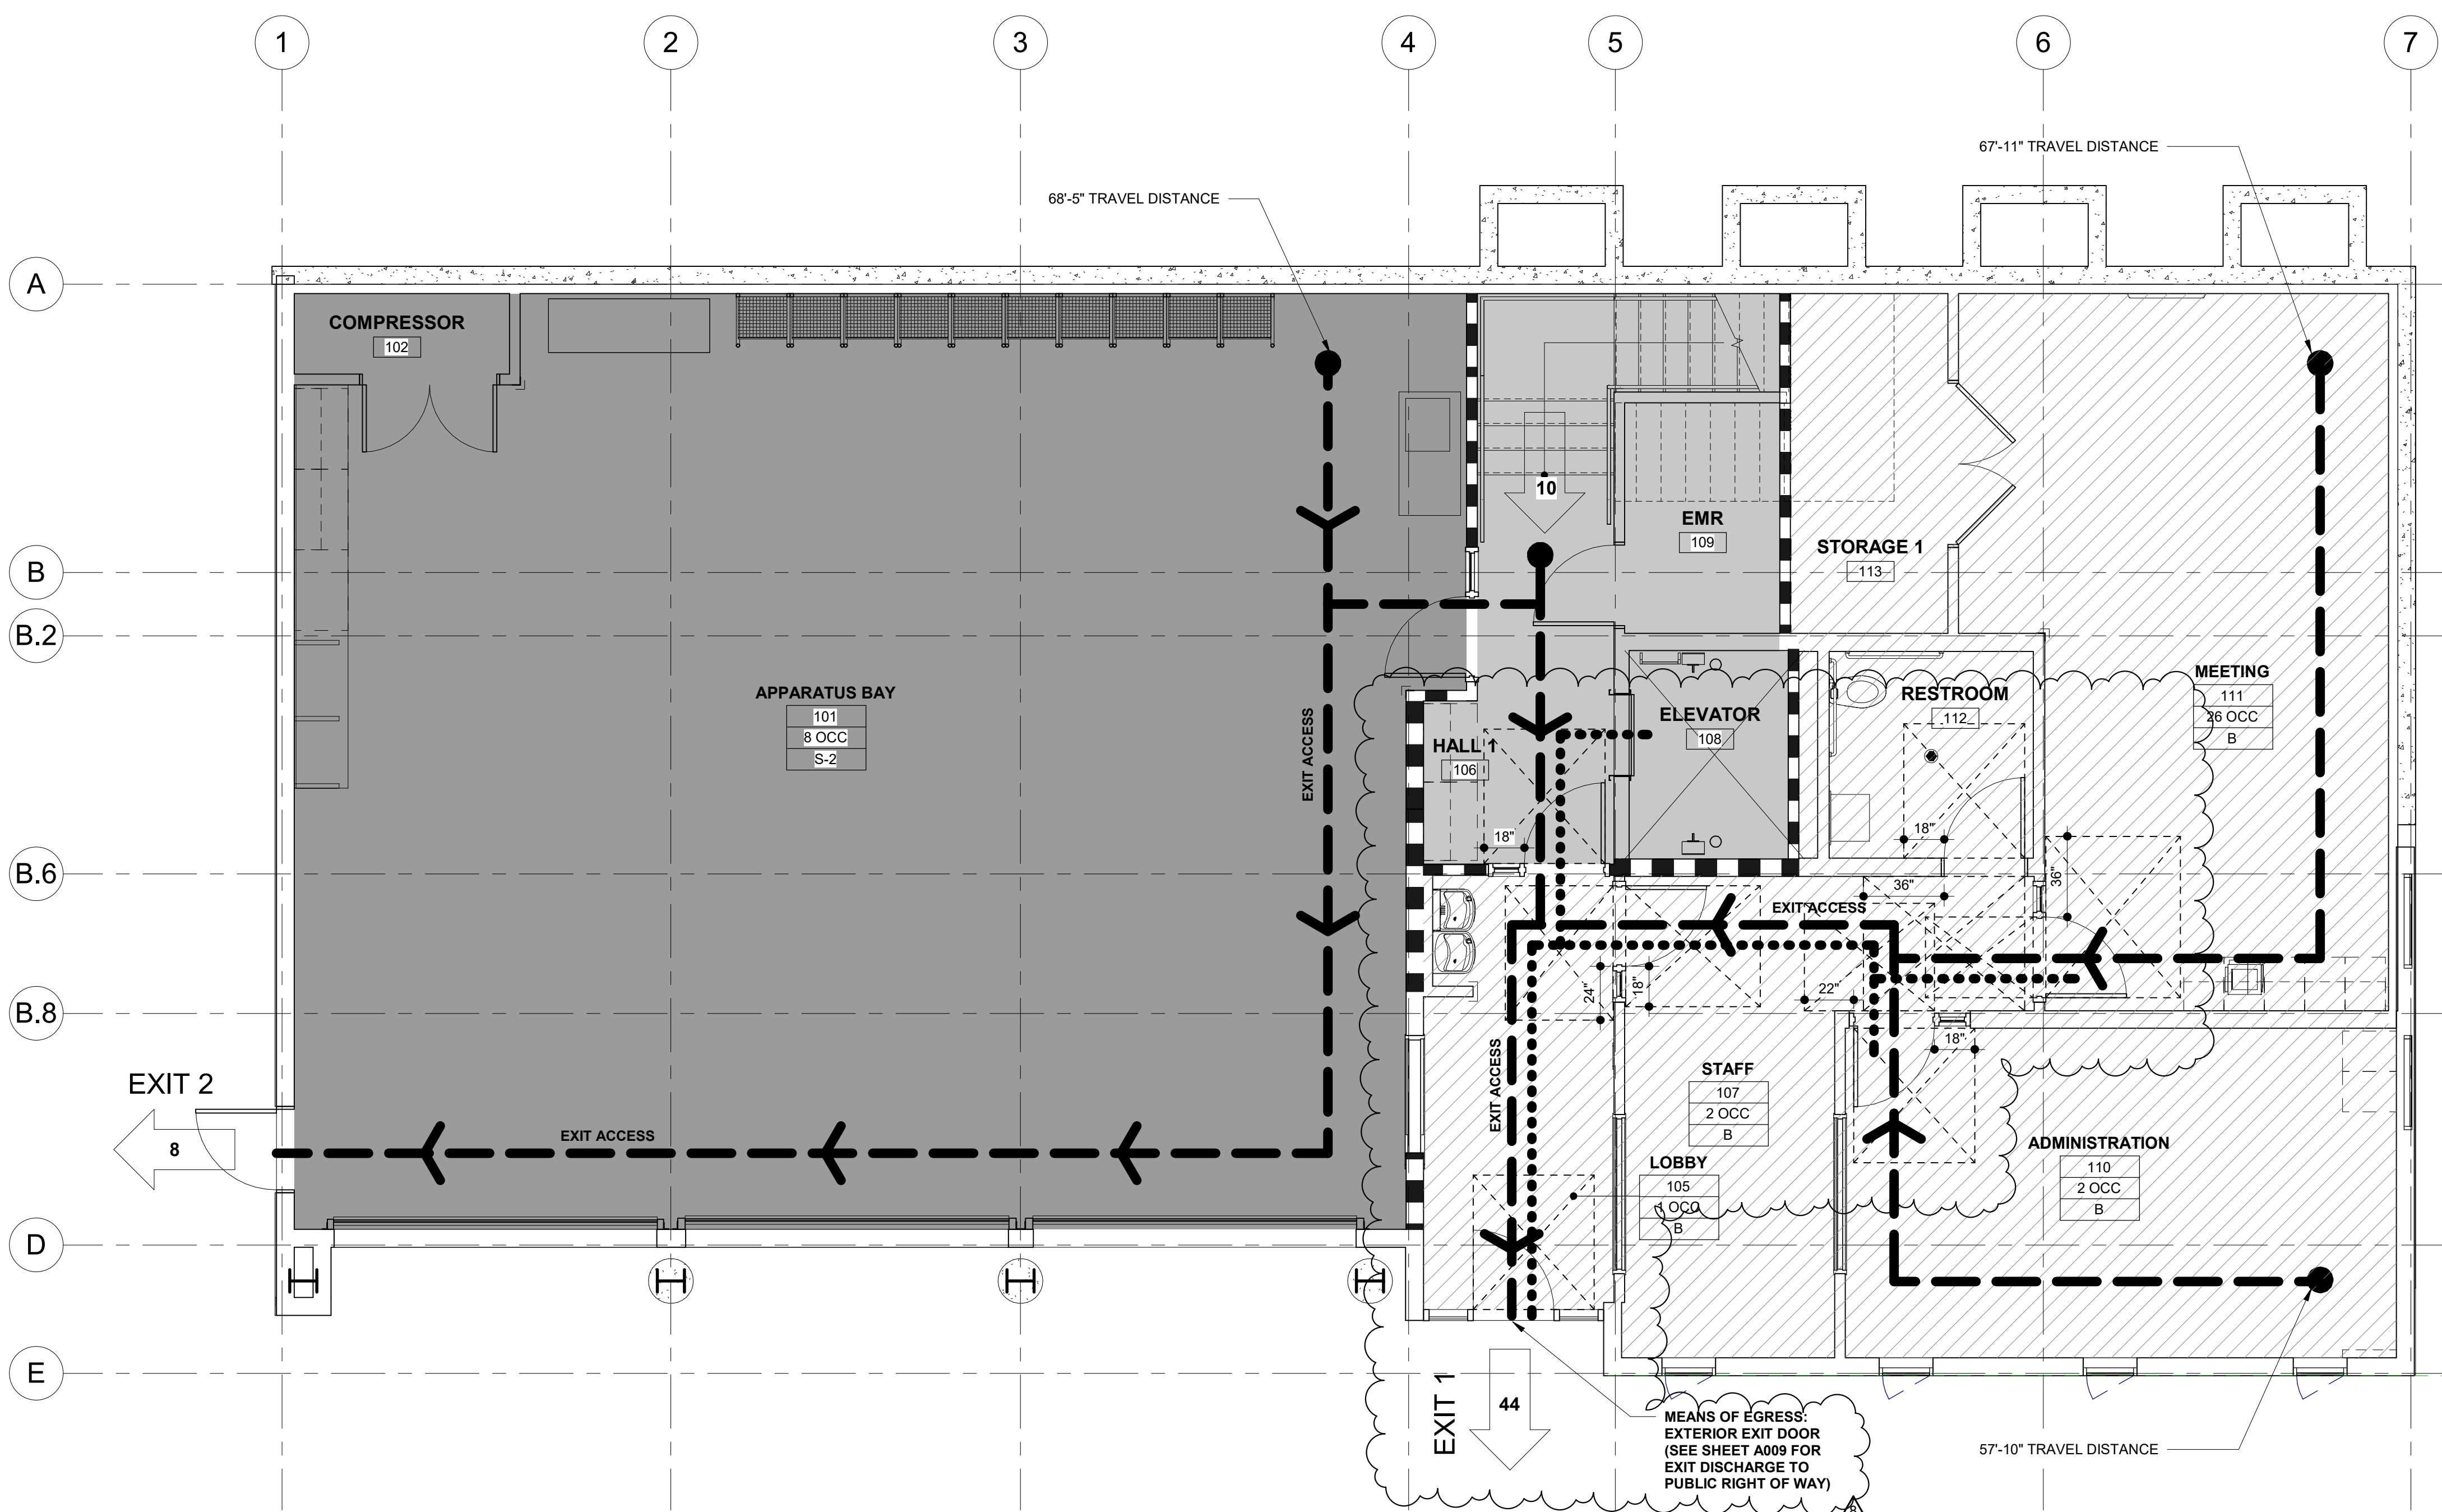 1
2
3
4
5
6
7
67'-11" TRAVEL DISTANCE
68'-5" TRAVEL DISTANCE
A
COMPRESSOR
102
10
EMR
109
STORAGE 1
113
B
B.2
MEETING
111
26 OCC
B
APPARATUS BAY
101
8 OCC
S-2
EXIT ACCESS
RESTROOM
112
ELEVATOR
108
HALL 1
106
18"
18"
B.6
36"
36"
EXIT ACCESS
24"
18"
22"
18"
B.8
EXIT ACCESS
STAFF
107
2 OCC
B
EXIT 2
8
EXIT ACCESS
ADMINISTRATION
110
2 OCC
B
LOBBY
105
1 OCC
B
D
E
EXIT 1
44
MEANS OF EGRESS:
EXTERIOR EXIT DOOR
(SEE SHEET A009 FOR
EXIT DISCHARGE TO
PUBLIC RIGHT OF WAY)
57'-10" TRAVEL DISTANCE